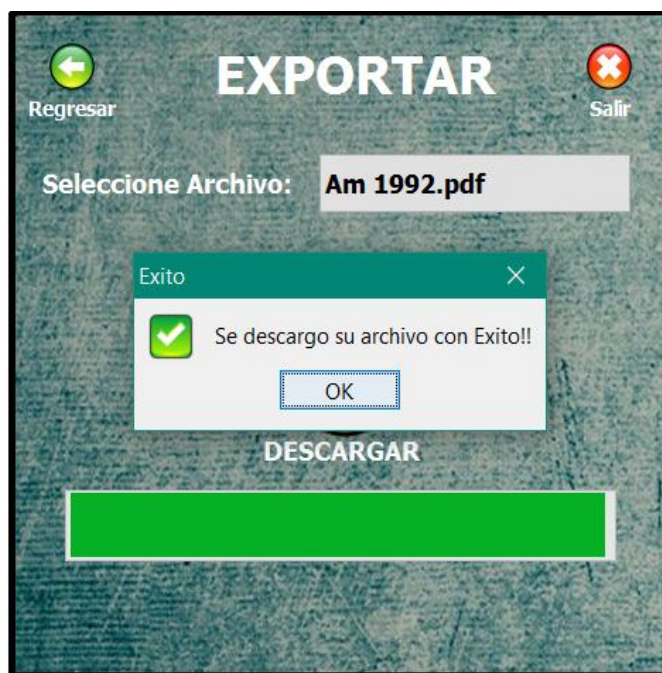 EXPORTAR
Regresar
Salir
Seleccione Archivo:
Am 1992.pdf
Exito
Se descargo su archivo con Exito!!
OK
DESCARGAR